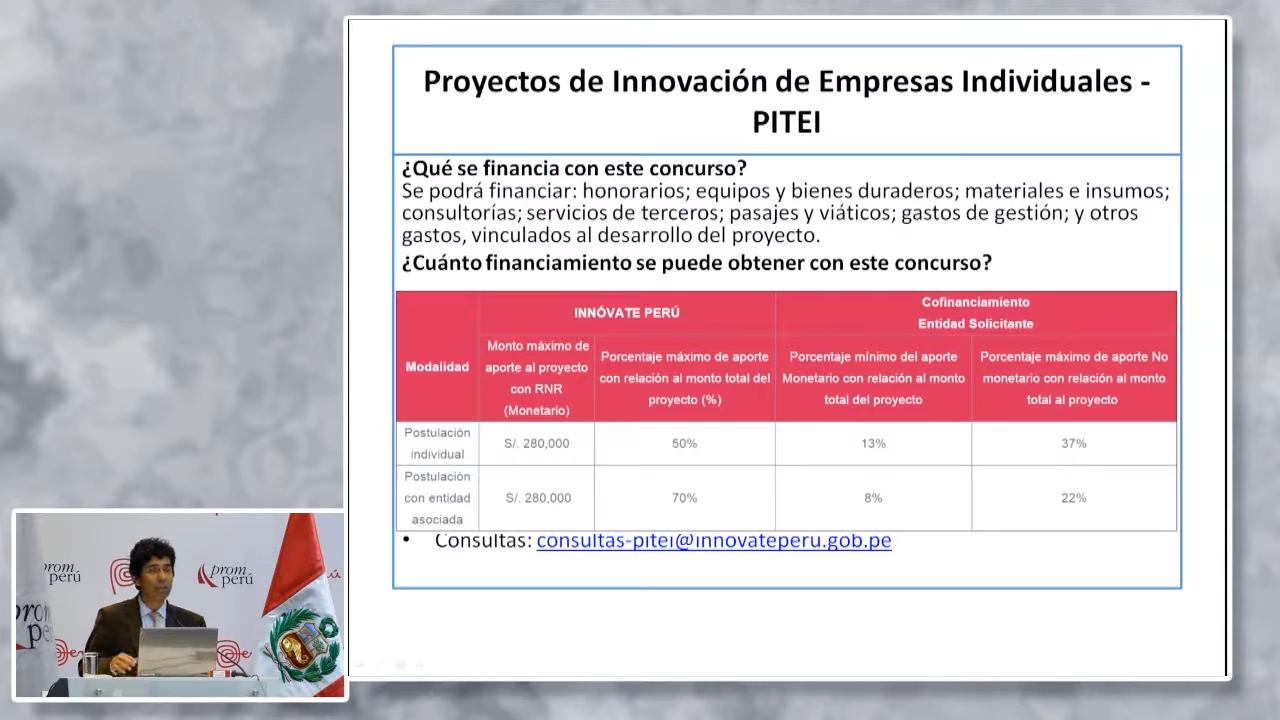 Proyectos de Innovación de Empresas Individuales -
PITEI
¿Qué se financia con este concurso?
Se podrá financiar: honorarios; equipos y bienes duraderos; materiales e insumos;
consultorías; servicios de terceros; pasajes y viáticos; gastos de gestión; y otros
gastos, vinculados al desarrollo del proyecto.
¿Cuánto financiamiento se puede obtener con este concurso?
Modalidad
INNÓVATE PERÚ
Cofinanciamiento
Entidad Solicitante
Monto máximo de
aporte al proyecto
con RNR
(Monetario)
Porcentaje máximo de aporte
con relación al monto total del
proyecto (%)
Porcentaje mínimo del aporte
Monetario con relación al monto
total del proyecto
Porcentaje máximo de aporte No
monetario con relación al monto
total al proyecto
Postulación
individual
S/. 280,000
50%
13%
37%
Postulación
con entidad
asociada
S/. 280,000
70%
8%
22%
• Consultas: consultas-pitei@innovateperu.gob.pe
prom
perú
prom
perú